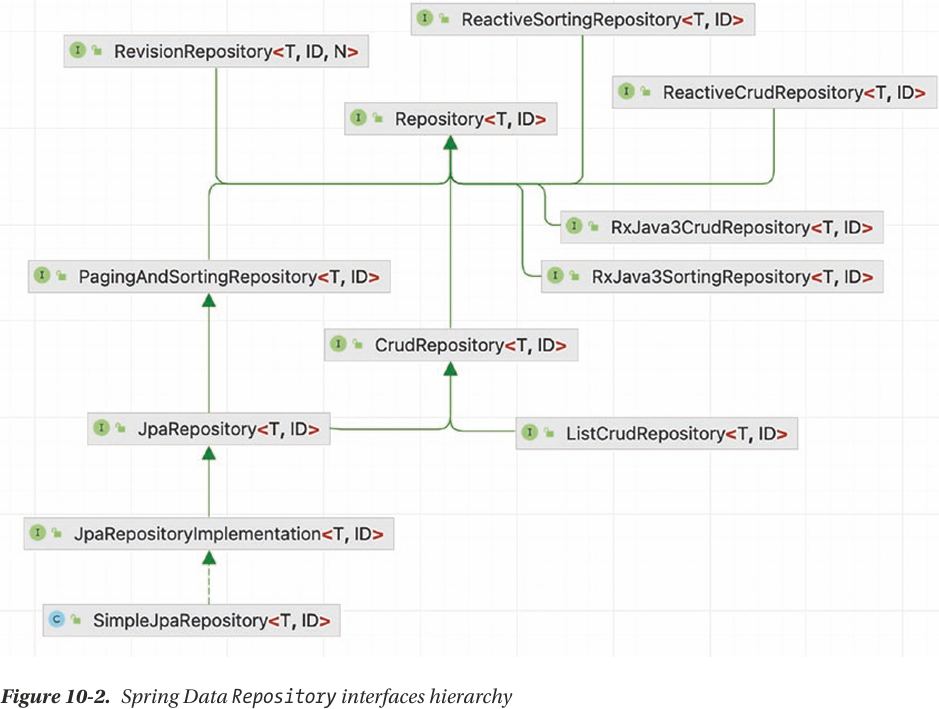 I ReactiveSortingRepository<T, ID>
I RevisionRepository<T, ID, N>
I ReactiveCrudRepository<T, ID>
I Repository<T, ID>
I RxJava3CrudRepository<T, ID>
I PagingAndSortingRepository<T, ID>
I RxJava3SortingRepository<T, ID>
I CrudRepository<T, ID>
I JpaRepository<T, ID>
I ListCrudRepository<T, ID>
I JpaRepositoryImplementation<T, ID>
C SimpleJpaRepository<T, ID>
Figure 10-2. Spring Data Repository interfaces hierarchy